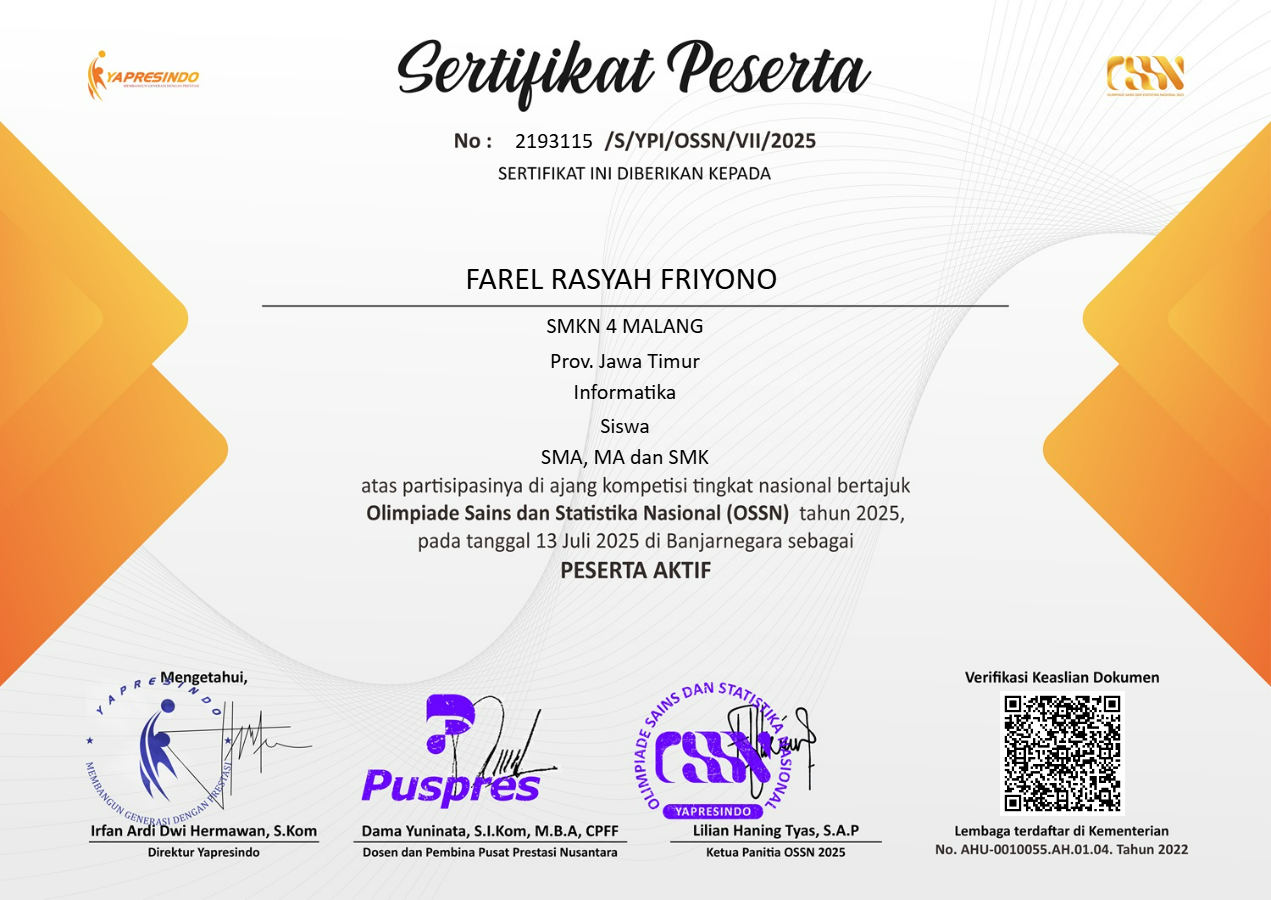 YAPRESINDO
MEMBANGUN GENERASI DENGAN PRESTASI
Sertifikat Peserta
OSSN
OLIMPIADE SAINS DAN STATISTIKA NASIONAL 2025
No : 2193115 /S/YPI/OSSN/VII/2025
SERTIFIKAT INI DIBERIKAN KEPADA
FAREL RASYAH FRIYONO
SMKN 4 MALANG
Prov. Jawa Timur
Informatika
Siswa
SMA, MA dan SMK
atas partisipasinya di ajang kompetisi tingkat nasional bertajuk
Olimpiade Sains dan Statistika Nasional (OSSN) tahun 2025,
pada tanggal 13 Juli 2025 di Banjarnegara sebagai
PESERTA AKTIF
Mengetahui,
YAPRESINDO
MEMBANGUN GENERASI DENGAN PRESTASI
Irfan Ardi Dwi Hermawan, S.Kom
Direktur Yapresindo
Puspres
Dama Yuninata, S.I.Kom, M.B.A, CPFF
Dosen dan Pembina Pusat Prestasi Nusantara
OLIMPIADE SAINS DAN STATISTIKA NASIONAL
OSSN
YAPRESINDO
Lilian Haning Tyas, S.A.P
Ketua Panitia OSSN 2025
Verifikasi Keaslian Dokumen
Lembaga terdaftar di Kementerian
No. AHU-0010055.AH.01.04. Tahun 2022